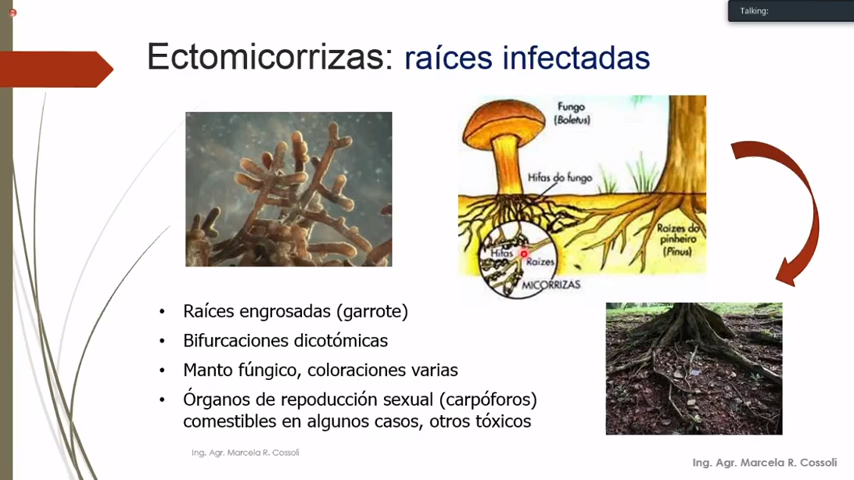 Talking:
Ectomicorrizas: raíces infectadas
Fungo
(Boletus)
Hifas do fungo
Raízes do
pinheiro
(Pinus)
Hifas
Raizes
MICORRIZAS
• Raíces engrosadas (garrote)
• Bifurcaciones dicotómicas
• Manto fúngico, coloraciones varias
• Órganos de repoducción sexual (carpóforos)
comestibles en algunos casos, otros tóxicos
Ing. Agr. Marcela R. Cossoli
Ing. Agr. Marcela R. Cossoli